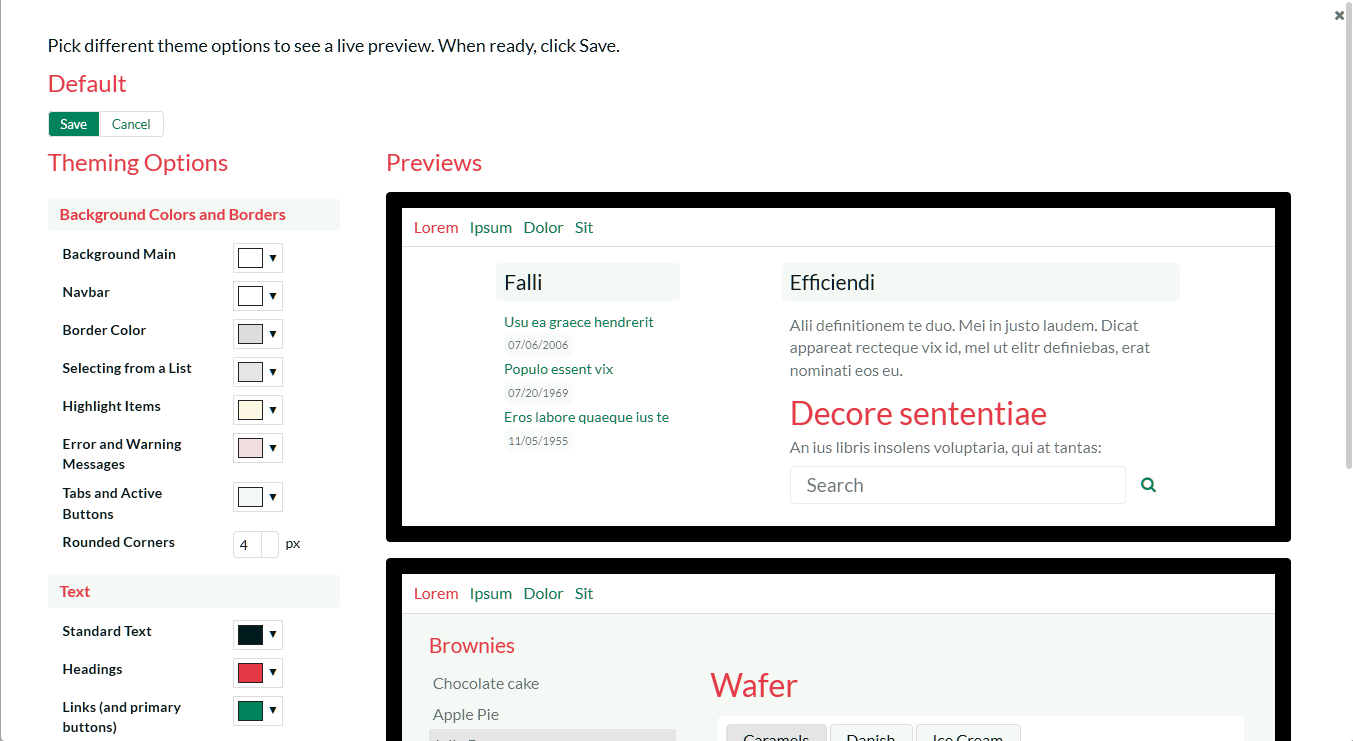 Pick different theme options to see a live preview. When ready, click Save.
Default
Save Cancel
Theming Options
Background Colors and Borders
Background Main
Navbar
Border Color
Selecting from a List
Highlight Items
Error and Warning
Messages
Tabs and Active
Buttons
Rounded Corners 4 px
Text
Standard Text
Headings
Links (and primary
buttons)
Previews
Lorem Ipsum Dolor Sit
Falli
Usu ea graece hendrerit
07/06/2006
Populo essent vix
07/20/1969
Eros labore quaeque ius te
11/05/1955
Efficiendi
Alii definitionem te duo. Mei in justo laudem. Dicat
appareat recteque vix id, mel ut elitr definiebas, erat
nominati eos eu.
Decore sententiae
An ius libris insolens voluptaria, qui at tantas:
Search
Lorem Ipsum Dolor Sit
Brownies
Chocolate cake
Apple Pie
Wafer
Caramels Danish Ice Cream